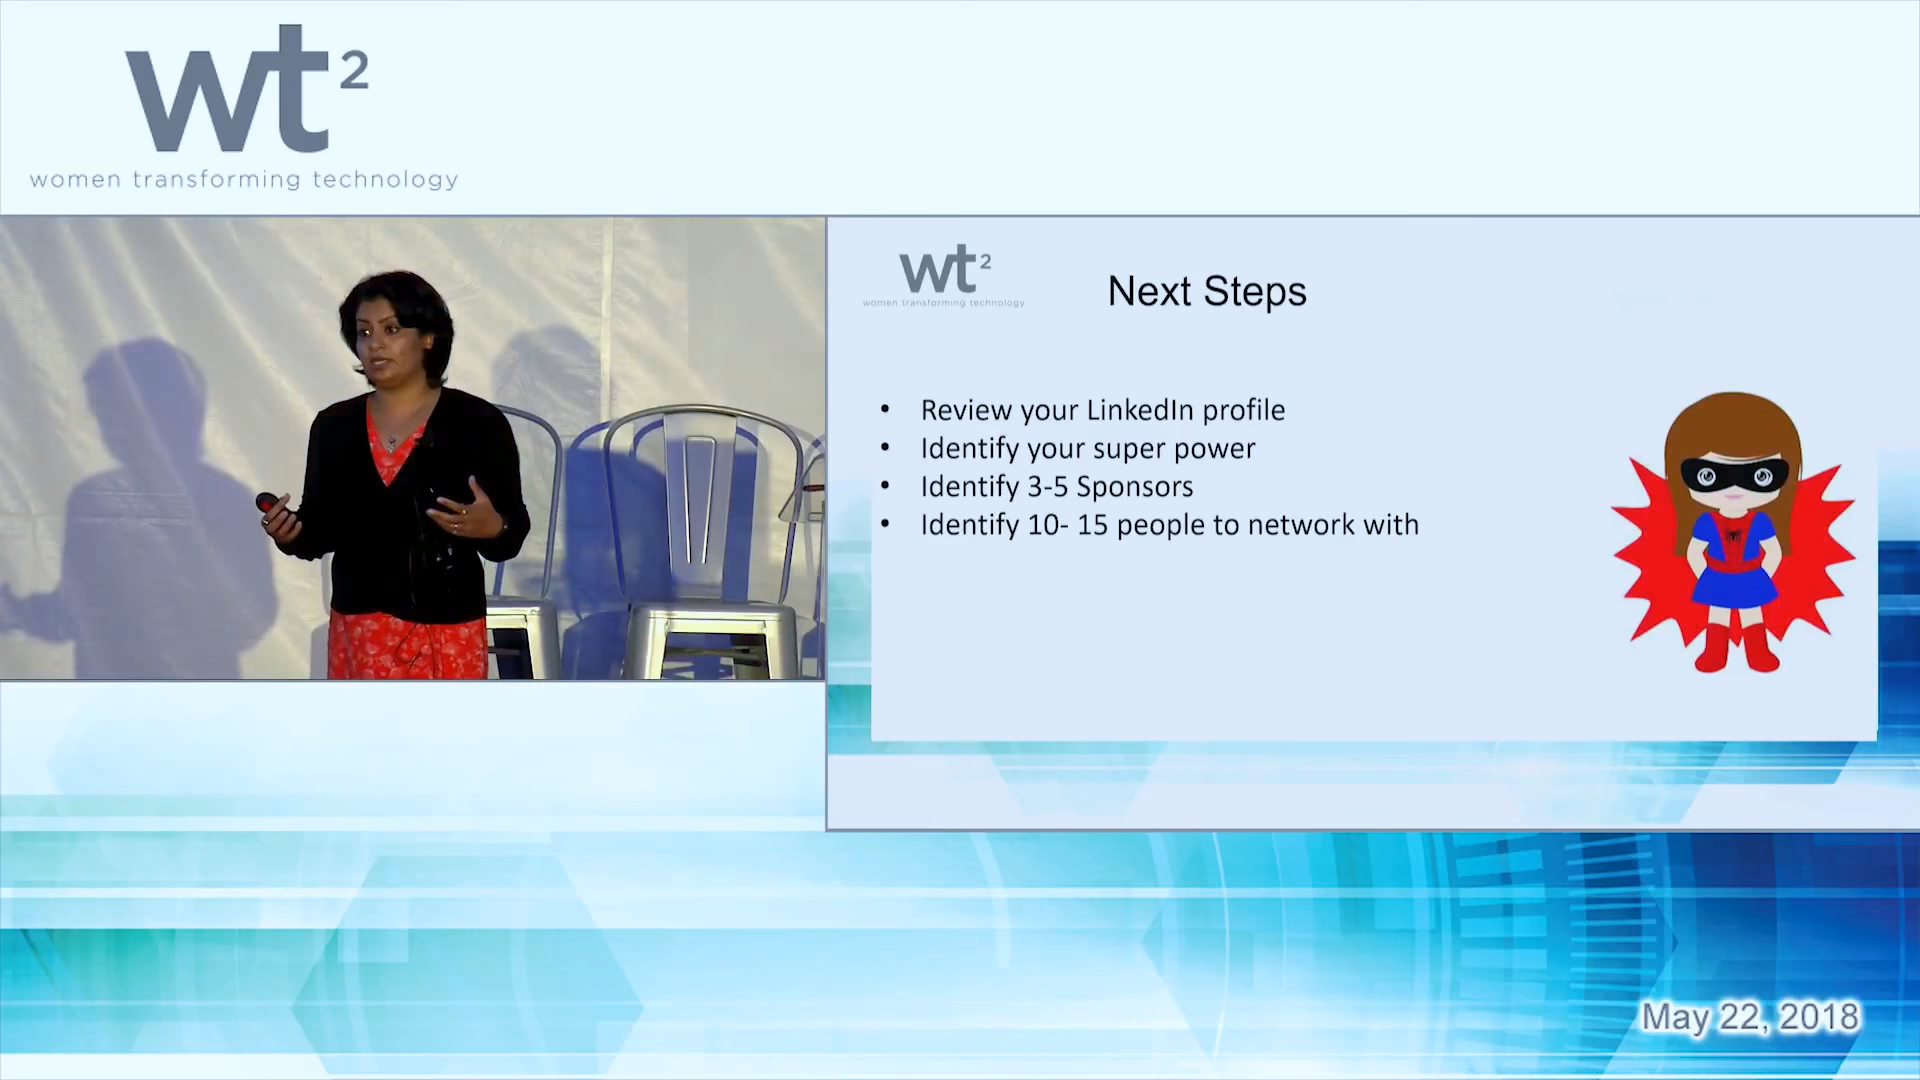 wt2
women transforming technology
wt2
women transforming technology
Next Steps
• Review your LinkedIn profile
• Identify your super power
• Identify 3-5 Sponsors
• Identify 10- 15 people to network with
May 22, 2018